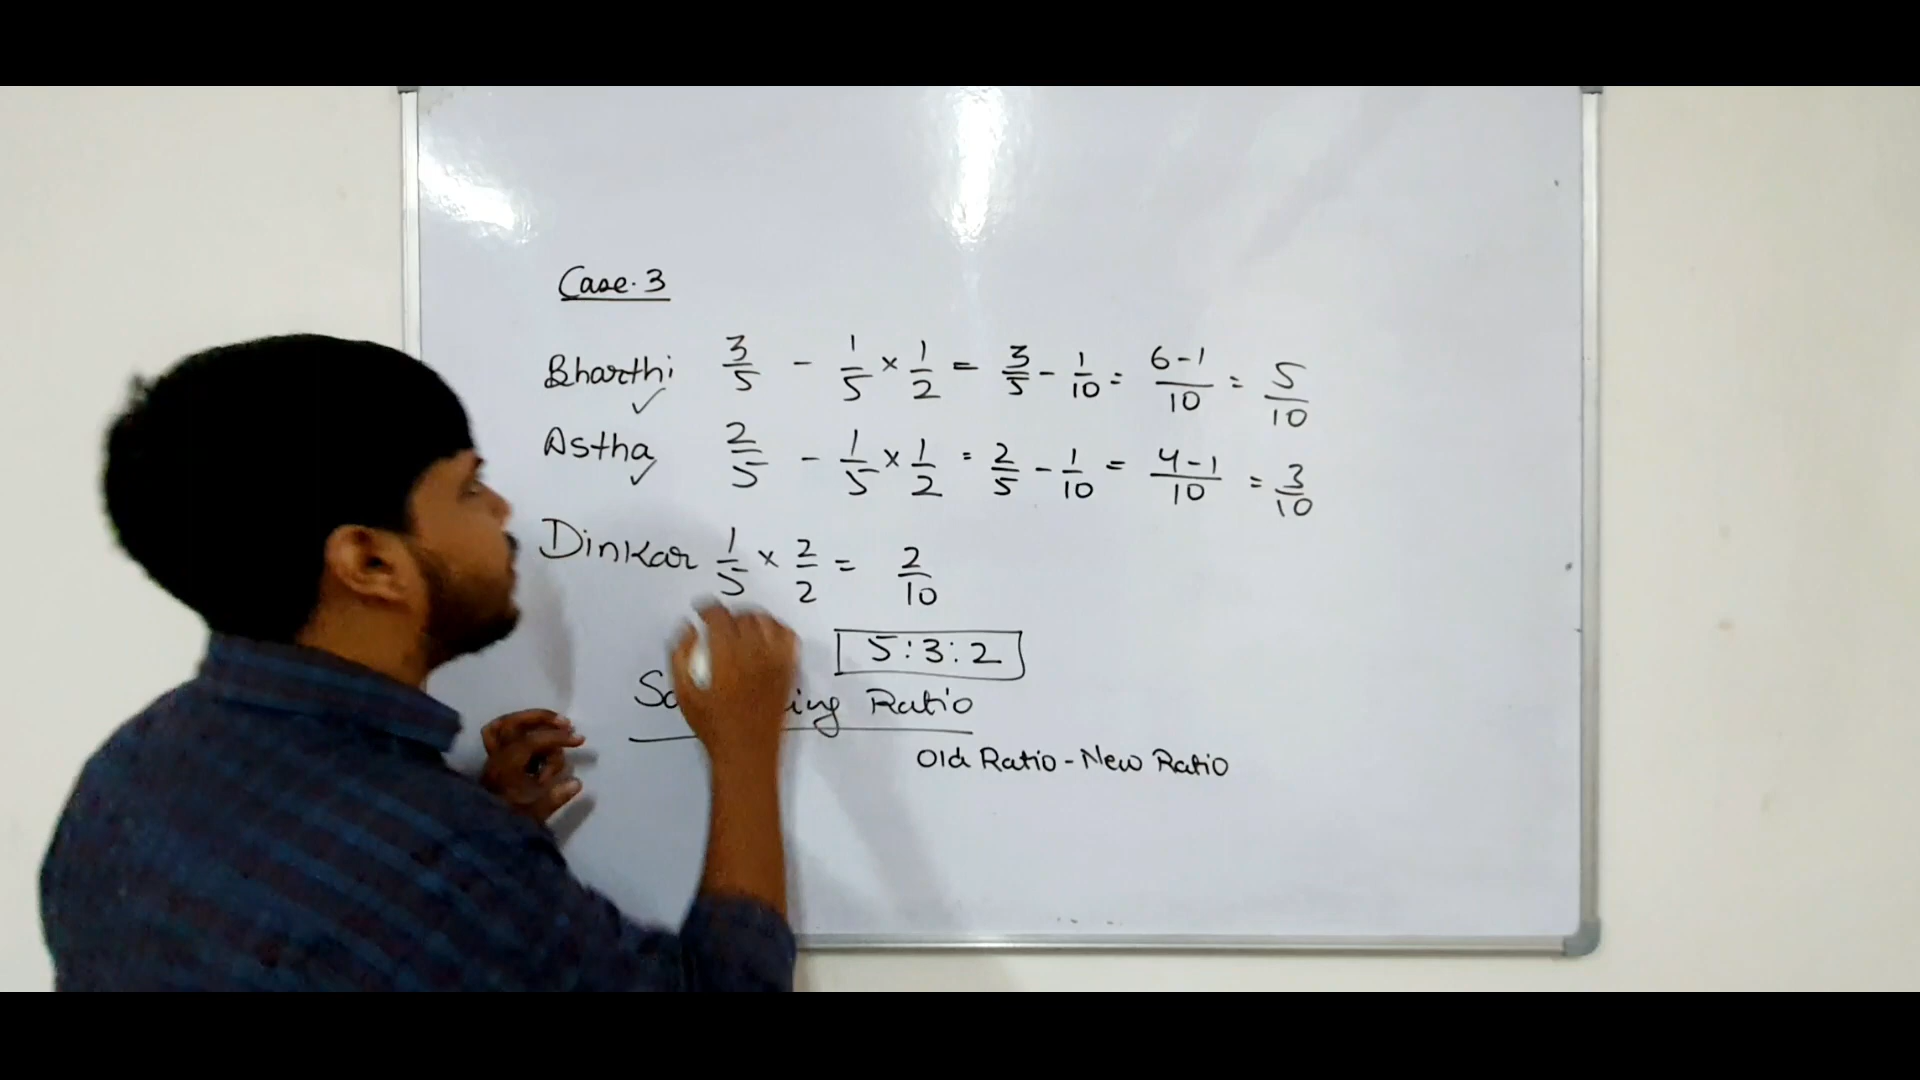 Case.3
Bharthi 3/5 - 1/5 × 1/2 = 3/5 - 1/10 = 6-1/10 = 5/10
✓
Astha 2/5 - 1/5 × 1/2 = 2/5 - 1/10 = 4-1/10 = 3/10
✓
Dinkar 1/5 × 2/2 = 2/10
5:3:2
Ratio
Old Ratio - New Ratio